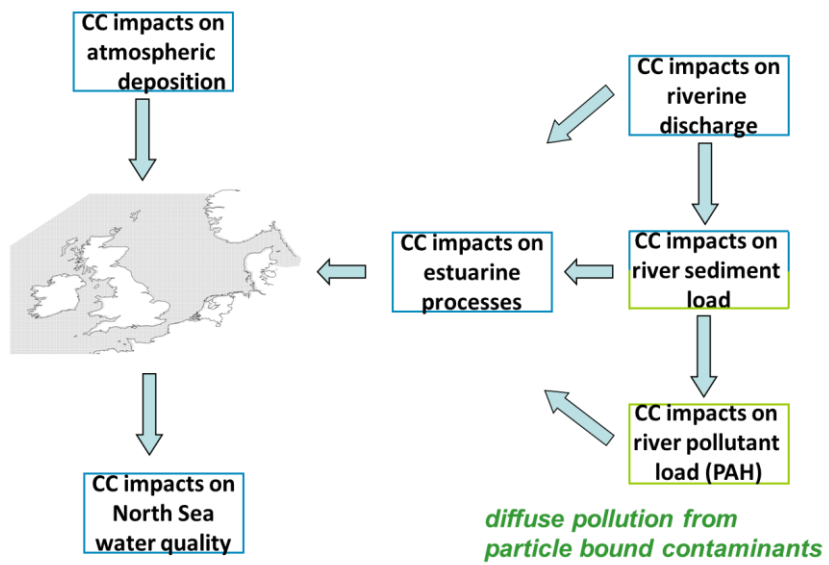 CC impacts on
atmospheric
deposition
CC impacts on
riverine
discharge
CC impacts on
estuarine
processes
CC impacts on
river sediment
load
CC impacts on
river pollutant
load (PAH)
CC impacts on
North Sea
water quality
diffuse pollution from
particle bound contaminants